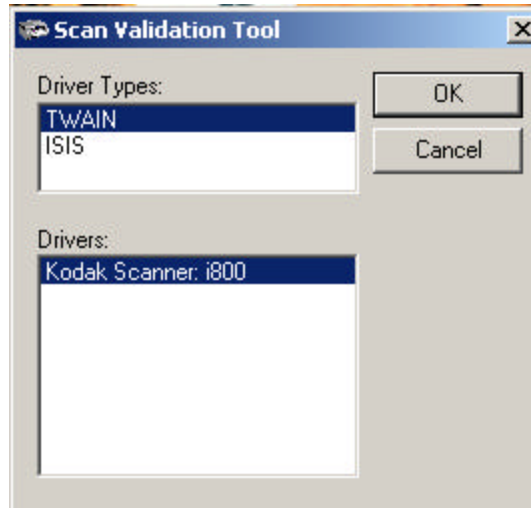 Scan Validation Tool
Driver Types:
OK
TWAIN
ISIS
Cancel
Drivers:
Kodak Scanner: i800